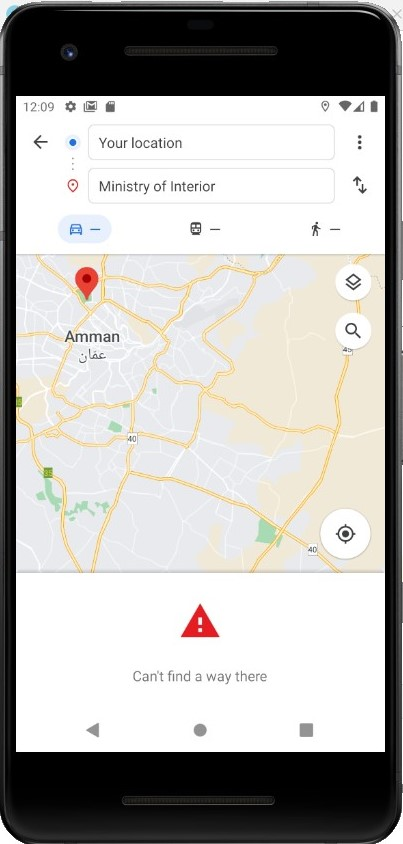 12:09
Your location
Ministry of Interior
—
—
—
Amman
عمّان
45
40
40
Can't find a way there